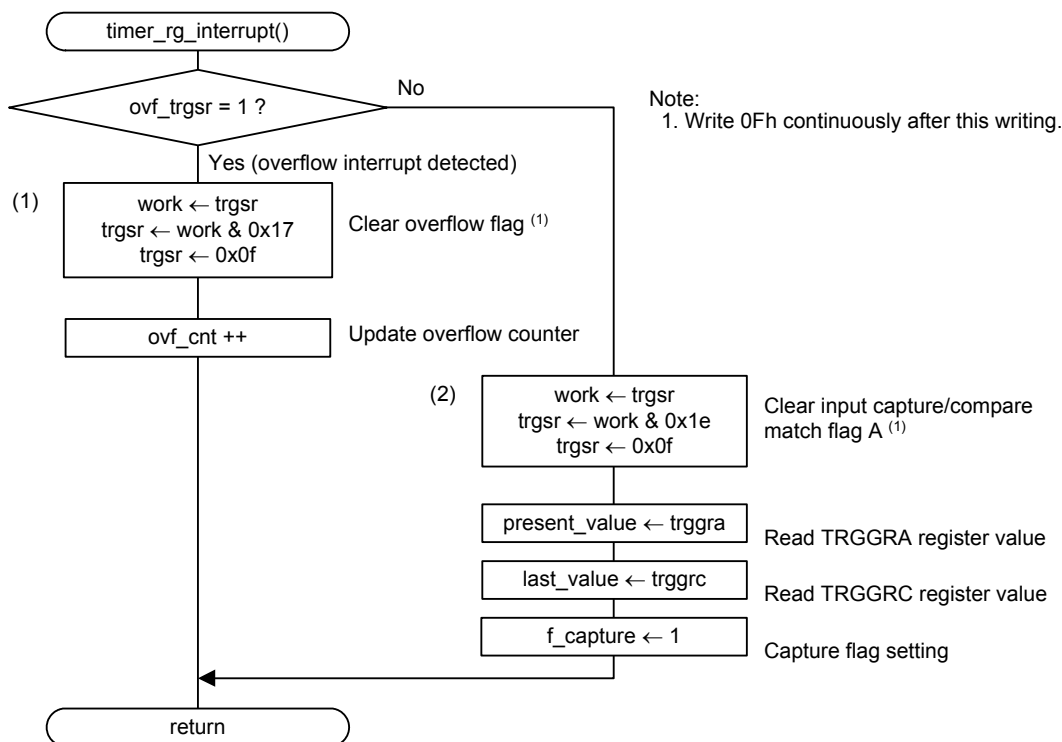 timer_rg_interrupt()
ovf_trgsr = 1 ?
No
Note:
1. Write 0Fh continuously after this writing.
Yes (overflow interrupt detected)
(1)
work ← trgsr
trgsr ← work & 0x17
trgsr ← 0x0f
Clear overflow flag (1)
ovf_cnt ++
Update overflow counter
(2)
work ← trgsr
trgsr ← work & 0x1e
trgsr ← 0x0f
Clear input capture/compare
match flag A (1)
present_value ← trggra
Read TRGGRA register value
last_value ← trggrc
Read TRGGRC register value
f_capture ← 1
Capture flag setting
return